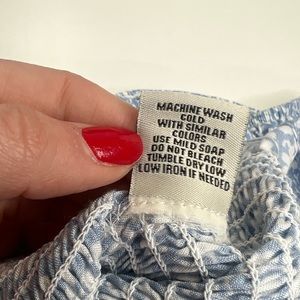 MACHINE WASH
COLD
WITH SIMILAR
COLORS
USE MILD SOAP
DO NOT BLEACH
TUMBLE DRY LOW
LOW IRON IF NEEDED